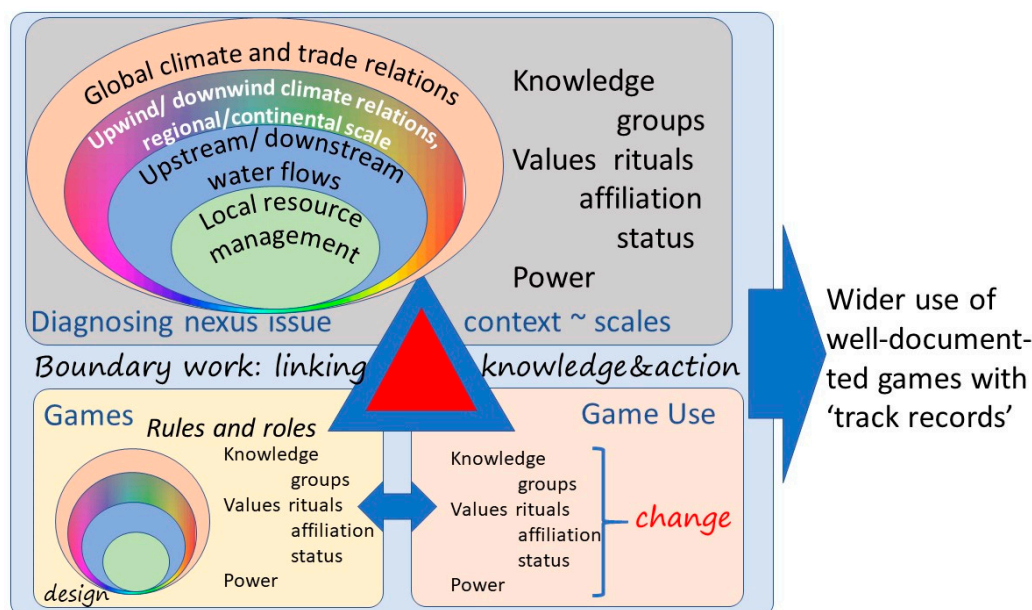 Global climate and trade relations
Upwind/ downwind climate relations,
regional/continental scale
Upstream/ downstream
water flows
Local resource
management
Knowledge
groups
Values rituals
affiliation
status
Power
Diagnosing nexus issue
context ~ scales
Boundary work: linking
knowledge&action
Games
Rules and roles
Knowledge
groups
Values rituals
affiliation
status
Power
design
Game Use
Knowledge
groups
Values rituals
affiliation
status
Power
change
Wider use of
well-document-
ted games with
‘track records’